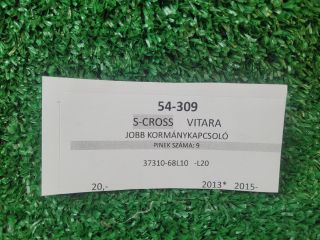 54-309
S-CROSS VITARA
JOBB KORMÁNYKAPCSOLÓ
PINEK SZÁMA: 9
37310-68L10 -L20
20,- 2013* 2015-